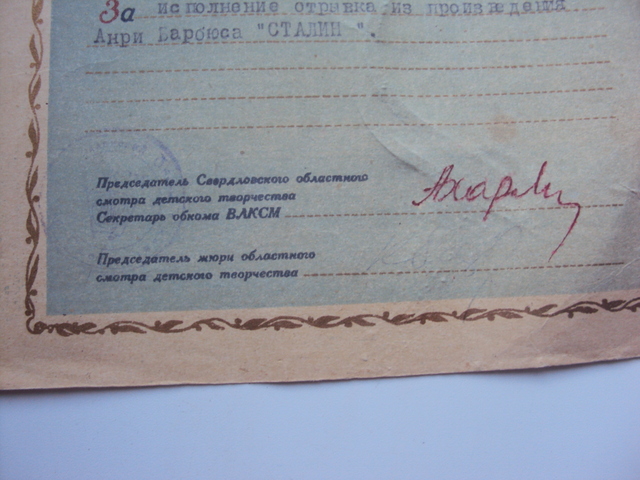 За исполнение отрывка из произведения
Анри Барбюса "СТАЛИН ".
Председатель Свердловского областного
смотра детского творчества
Секретарь обкома ВЛКСМ
Председатель жюри областного
смотра детского творчества